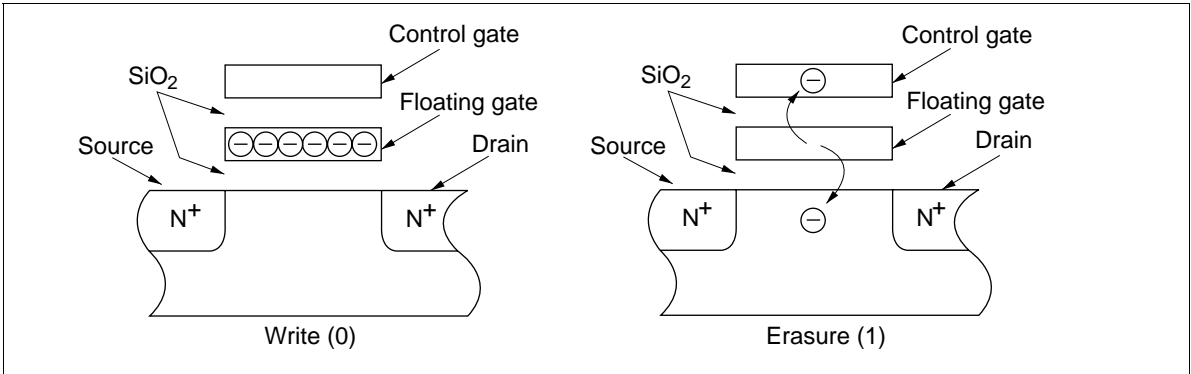 Control gate
SiO2
Floating gate
Source
Drain
N+
N+
Write (0)
Control gate
SiO2
Floating gate
Source
Drain
N+
N+
Erasure (1)